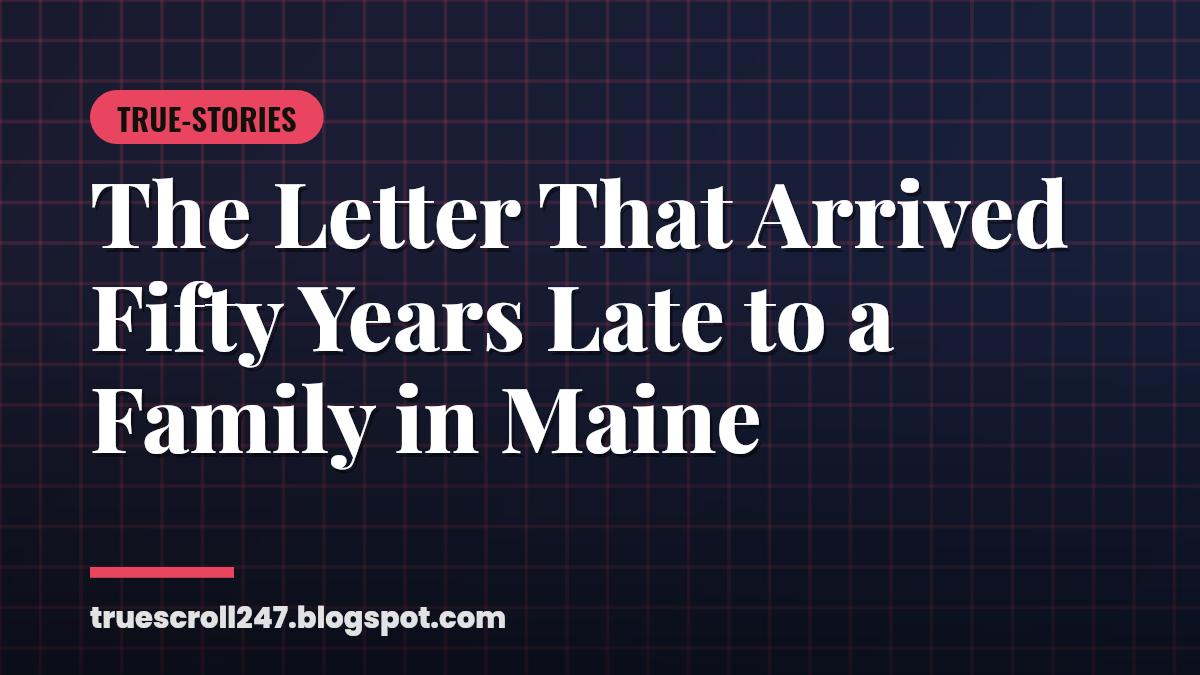 TRUE-STORIES
The Letter That Arrived
Fifty Years Late to a
Family in Maine
truescroll247.blogspot.com